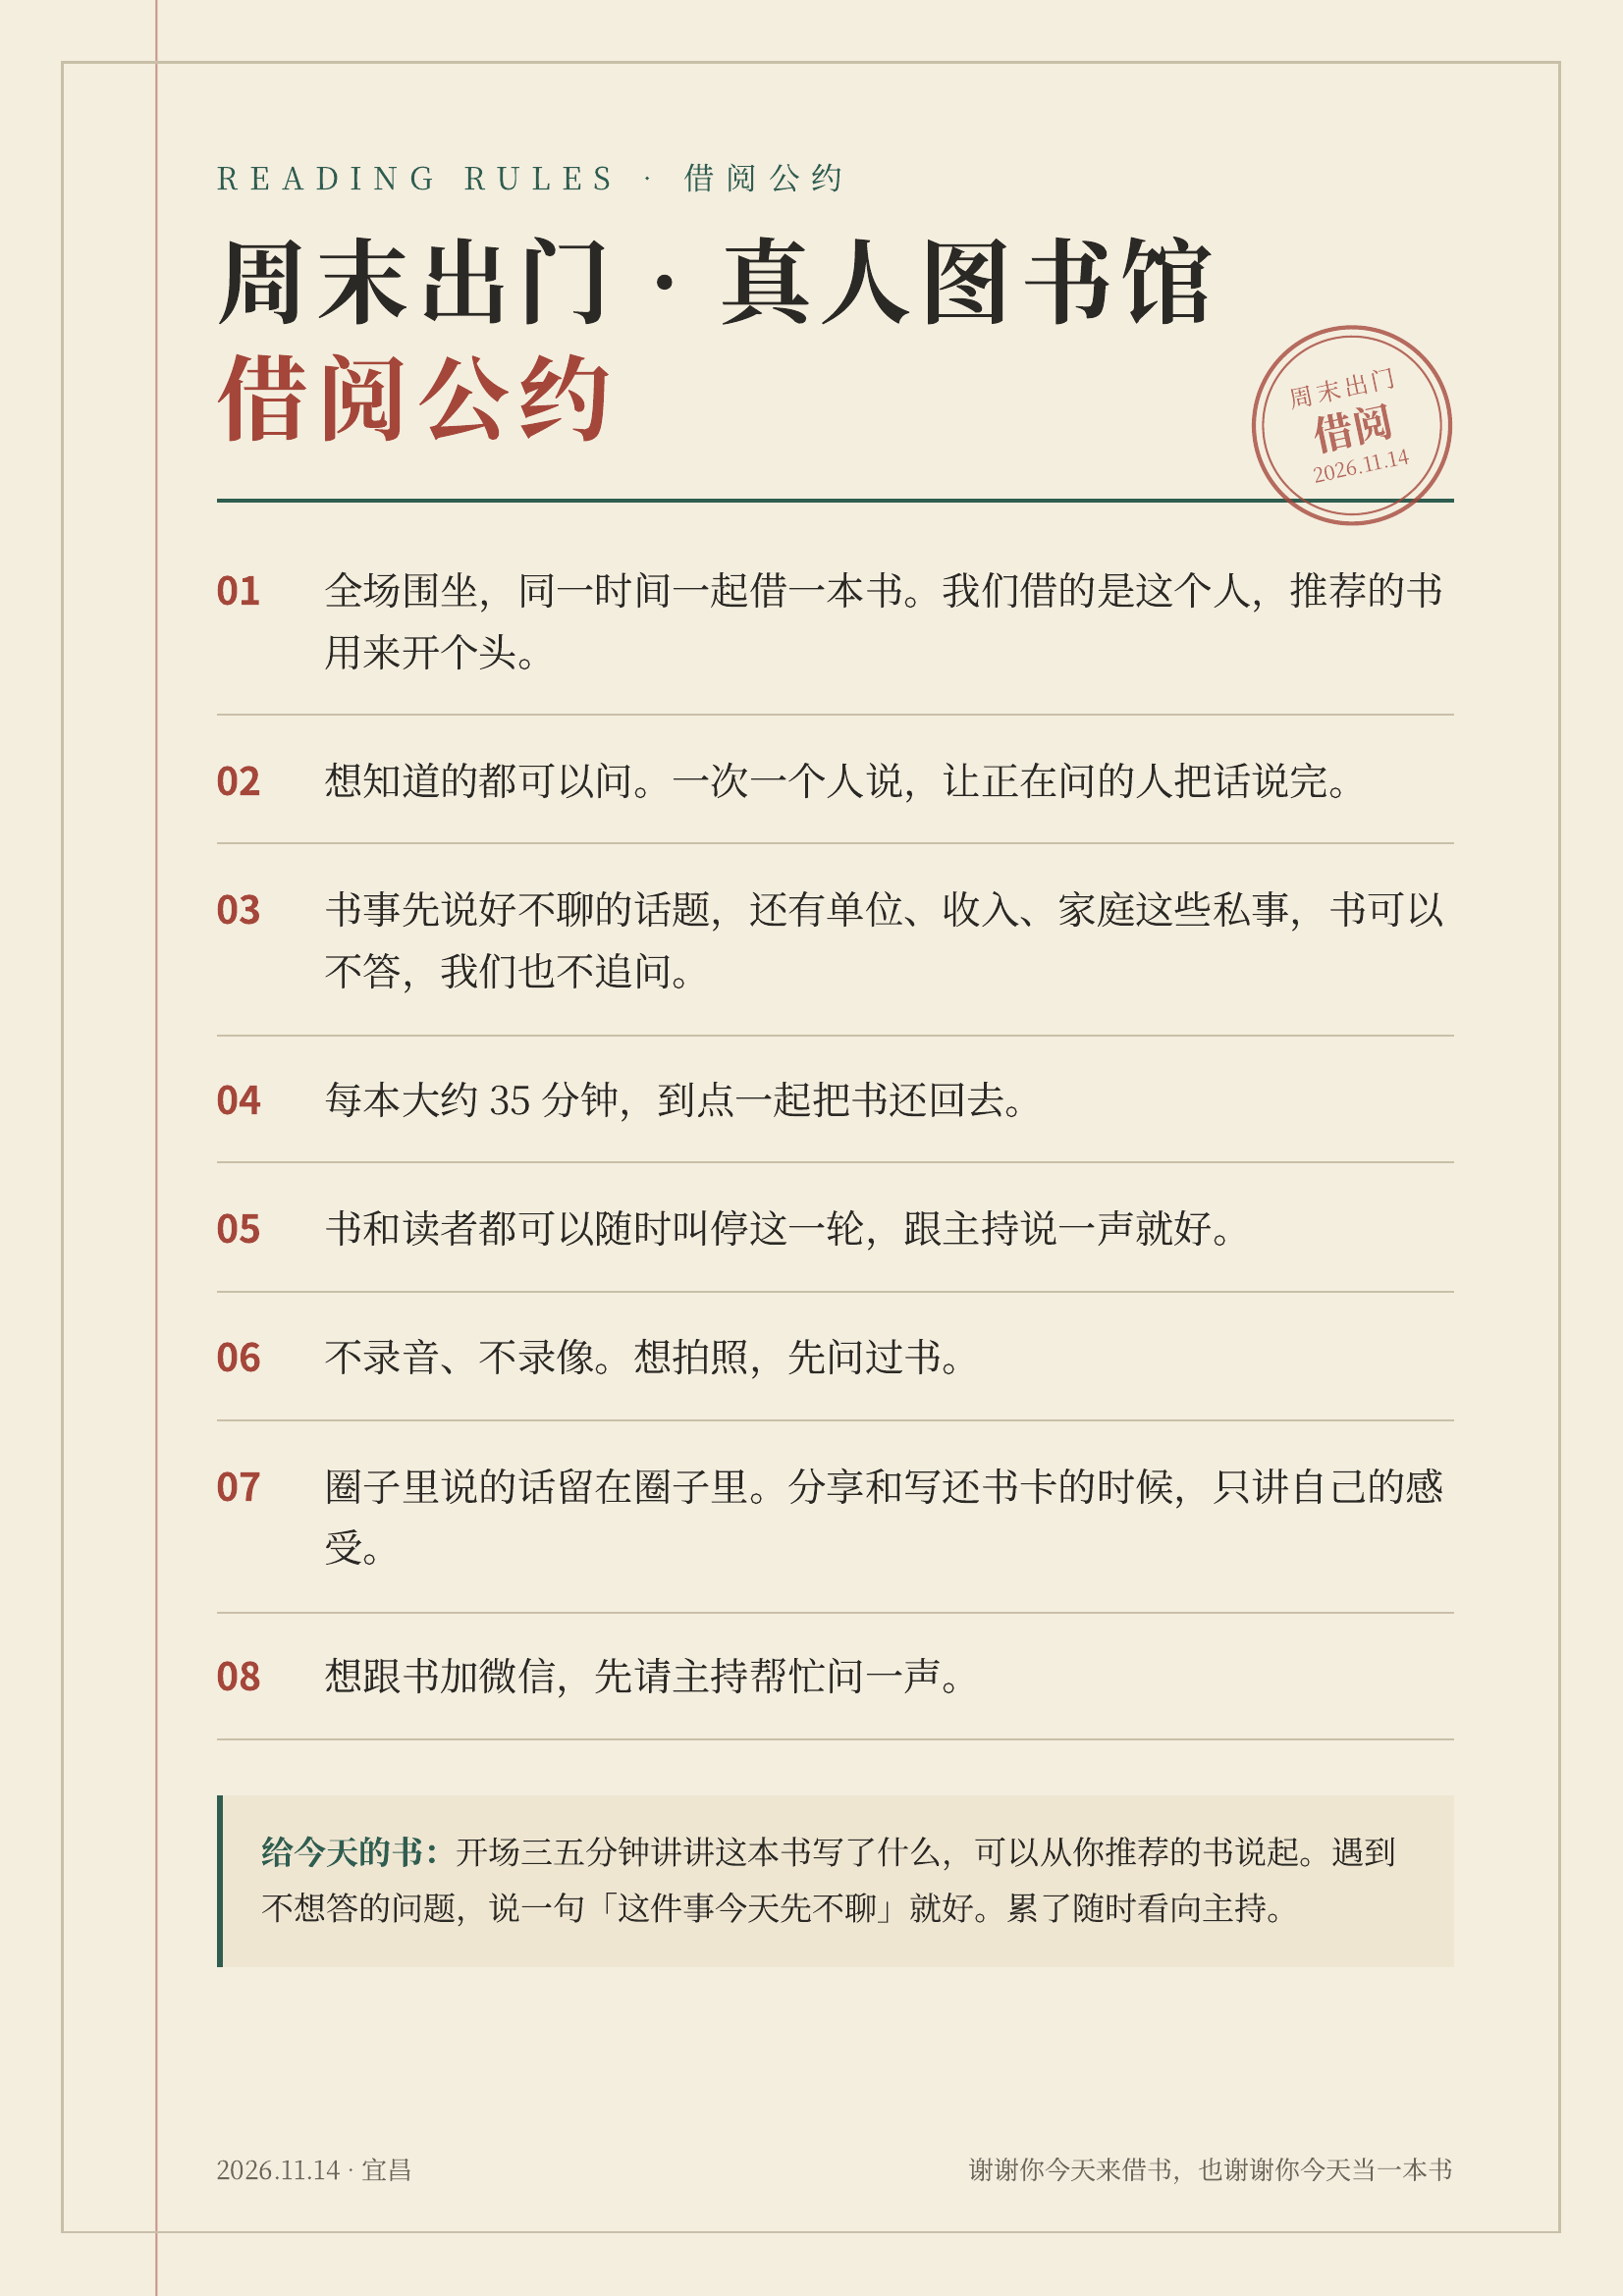 READING RULES · 借阅公约
周末出门 · 真人图书馆
借阅公约
周末出门
借阅
2026.11.14
01 全场围坐，同一时间一起借一本书。我们借的是这个人，推荐的书
用来开个头。
02 想知道的都可以问。一次一个人说，让正在问的人把话说完。
03 书事先说好不聊的话题，还有单位、收入、家庭这些私事，书可以
不答，我们也不追问。
04 每本大约 35 分钟，到点一起把书还回去。
05 书和读者都可以随时叫停这一轮，跟主持说一声就好。
06 不录音、不录像。想拍照，先问过书。
07 圈子里说的话留在圈子里。分享和写还书卡的时候，只讲自己的感
受。
08 想跟书加微信，先请主持帮忙问一声。
给今天的书：开场三五分钟讲讲这本书写了什么，可以从你推荐的书说起。遇到
不想答的问题，说一句「这件事今天先不聊」就好。累了随时看向主持。
2026.11.14 · 宜昌
谢谢你今天来借书，也谢谢你今天当一本书